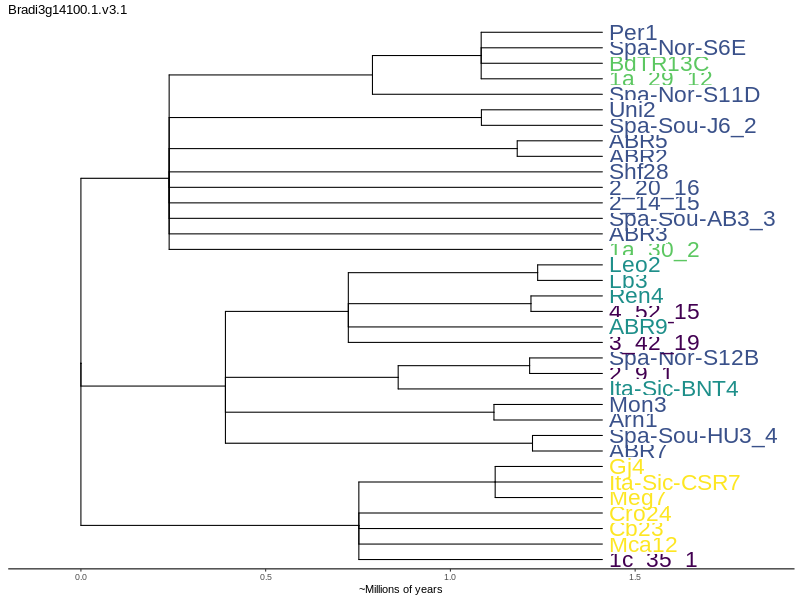 Bradi3g14100.1.v3.1
Per1
Spa-Nor-S6E
BdTR13C
1a_29_12
Spa-Nor-S11D
Uni2
Spa-Sou-J6_2
ABR5
ABR2
Shf28
2_20_16
2_14_15
Spa-Sou-AB3_3
ABR3
1a_30_2
Leo2
Lb3
Ren4
4_52_15
ABR9
3_42_19
Spa-Nor-S12B
2_9_1
Ita-Sic-BNT4
Mon3
Arn1
Spa-Sou-HU3_4
ABR7
Gj4
Ita-Sic-CSR7
Meg7
Cro24
Cb23
Mca12
1c_35_1
0.0 0.5 1.0 1.5
~Millions of years